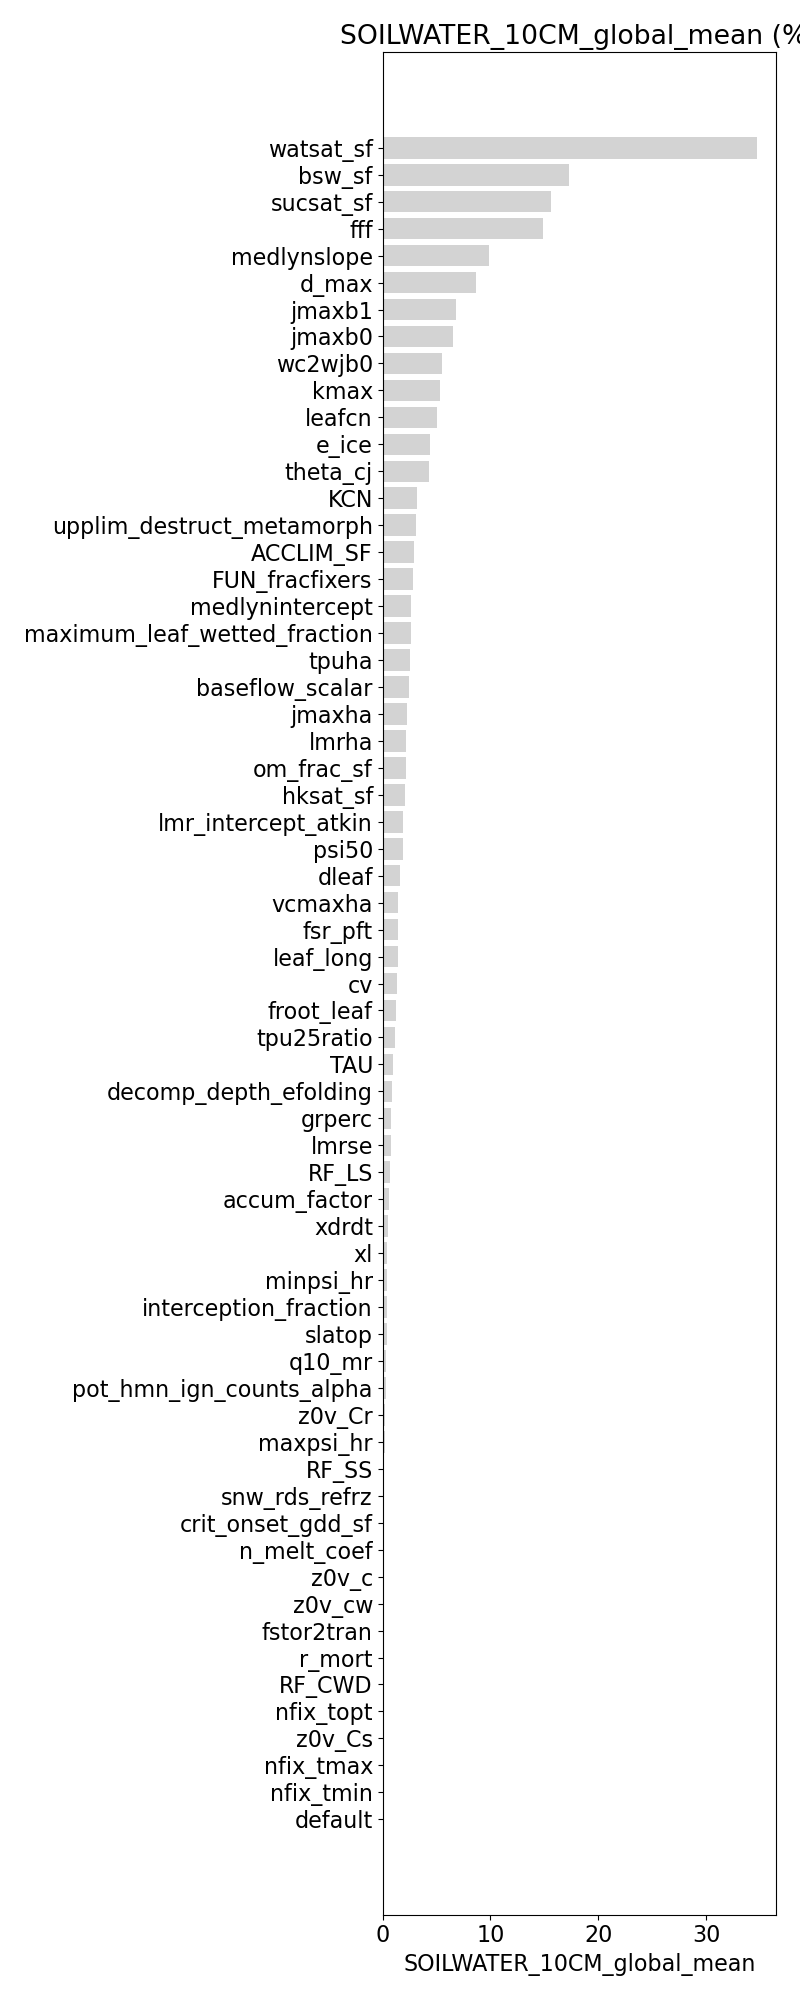 SOILWATER_10CM_global_mean (%
watsat_sf
bsw_sf
sucsat_sf
fff
medlynslope
d_max
jmaxb1
jmaxb0
wc2wjb0
kmax
leafcn
e_ice
theta_cj
KCN
upplim_destruct_metamorph
ACCLIM_SF
FUN_fracfixers
medlynintercept
maximum_leaf_wetted_fraction
tpuha
baseflow_scalar
jmaxha
lmrha
om_frac_sf
hksat_sf
lmr_intercept_atkin
psi50
dleaf
vcmaxha
fsr_pft
leaf_long
cv
froot_leaf
tpu25ratio
TAU
decomp_depth_efolding
grperc
lmrse
RF_LS
accum_factor
xdrdt
xl
minpsi_hr
interception_fraction
slatop
q10_mr
pot_hmn_ign_counts_alpha
z0v_Cr
maxpsi_hr
RF_SS
snw_rds_refrz
crit_onset_gdd_sf
n_melt_coef
z0v_c
z0v_cw
fstor2tran
r_mort
RF_CWD
nfix_topt
z0v_Cs
nfix_tmax
nfix_tmin
default
0 10 20 30
SOILWATER_10CM_global_mean